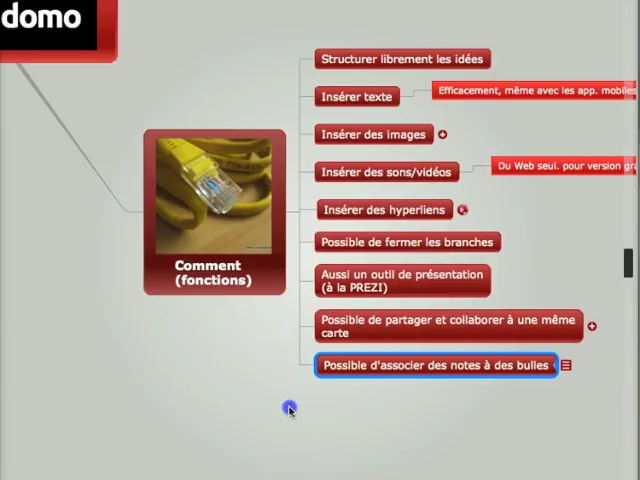 domo
Structurer librement les idées
Insérer texte
Efficacement, même avec les app. mobiles
Insérer des images
Insérer des sons/vidéos
Du Web seul. pour version
Insérer des hyperliens
Possible de fermer les branches
Comment
(fonctions)
Aussi un outil de présentation
(à la PREZI)
Possible de partager et collaborer à une même
carte
Possible d'associer des notes à des bulles